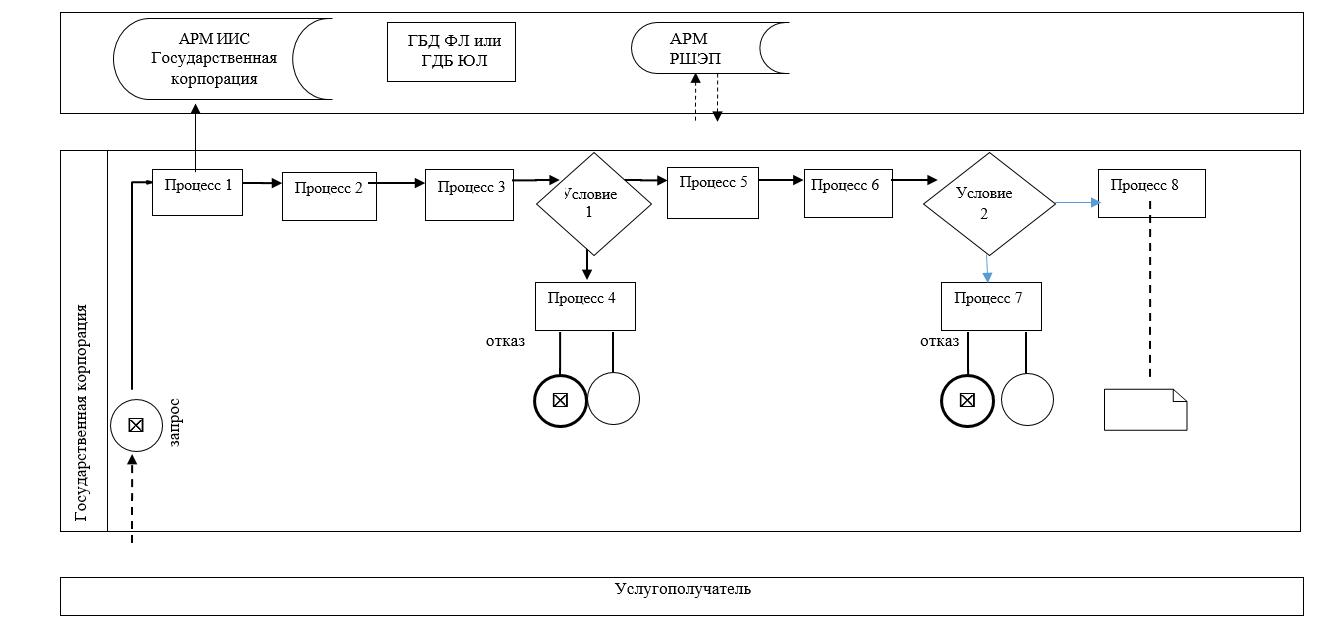 АРМ ИИС
Государственная
корпорация
ГБД ФЛ или
ГДБ ЮЛ
АРМ
РШЭП
Государственная корпорация
запрос
Процесс 1
Процесс 2
Процесс 3
Условие
1
Процесс 5
Процесс 6
Условие
2
Процесс 8
Процесс 4
отказ
Процесс 7
отказ
Услугополучатель